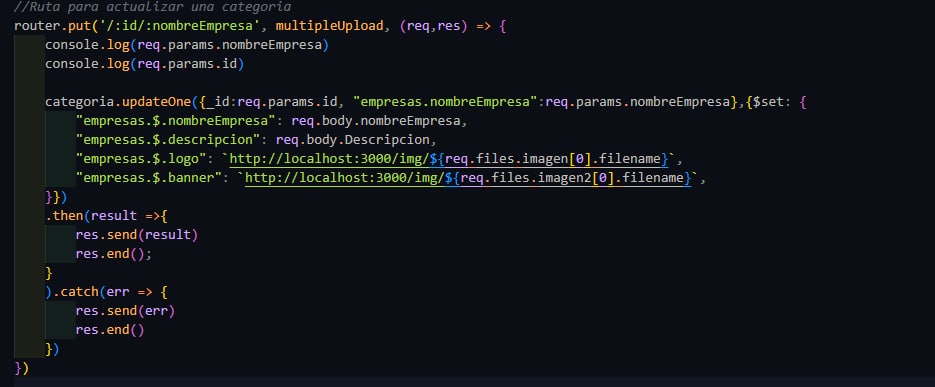 //Ruta para actualizar una categoria
router.put('/:id/:nombreEmpresa', multipleUpload, (req,res) => {
    console.log(req.params.nombreEmpresa)
    console.log(req.params.id)

    categoria.updateOne({_id:req.params.id, "empresas.nombreEmpresa":req.params.nombreEmpresa},{$set: {
        "empresas.$.nombreEmpresa": req.body.nombreEmpresa,
        "empresas.$.descripcion": req.body.Descripcion,
        "empresas.$.logo": `http://localhost:3000/img/${req.files.imagen[0].filename}`,
        "empresas.$.banner": `http://localhost:3000/img/${req.files.imagen2[0].filename}`,
    }})
    .then(result =>{
        res.send(result)
        res.end();
    }
    ).catch(err => {
        res.send(err)
        res.end()
    })
})